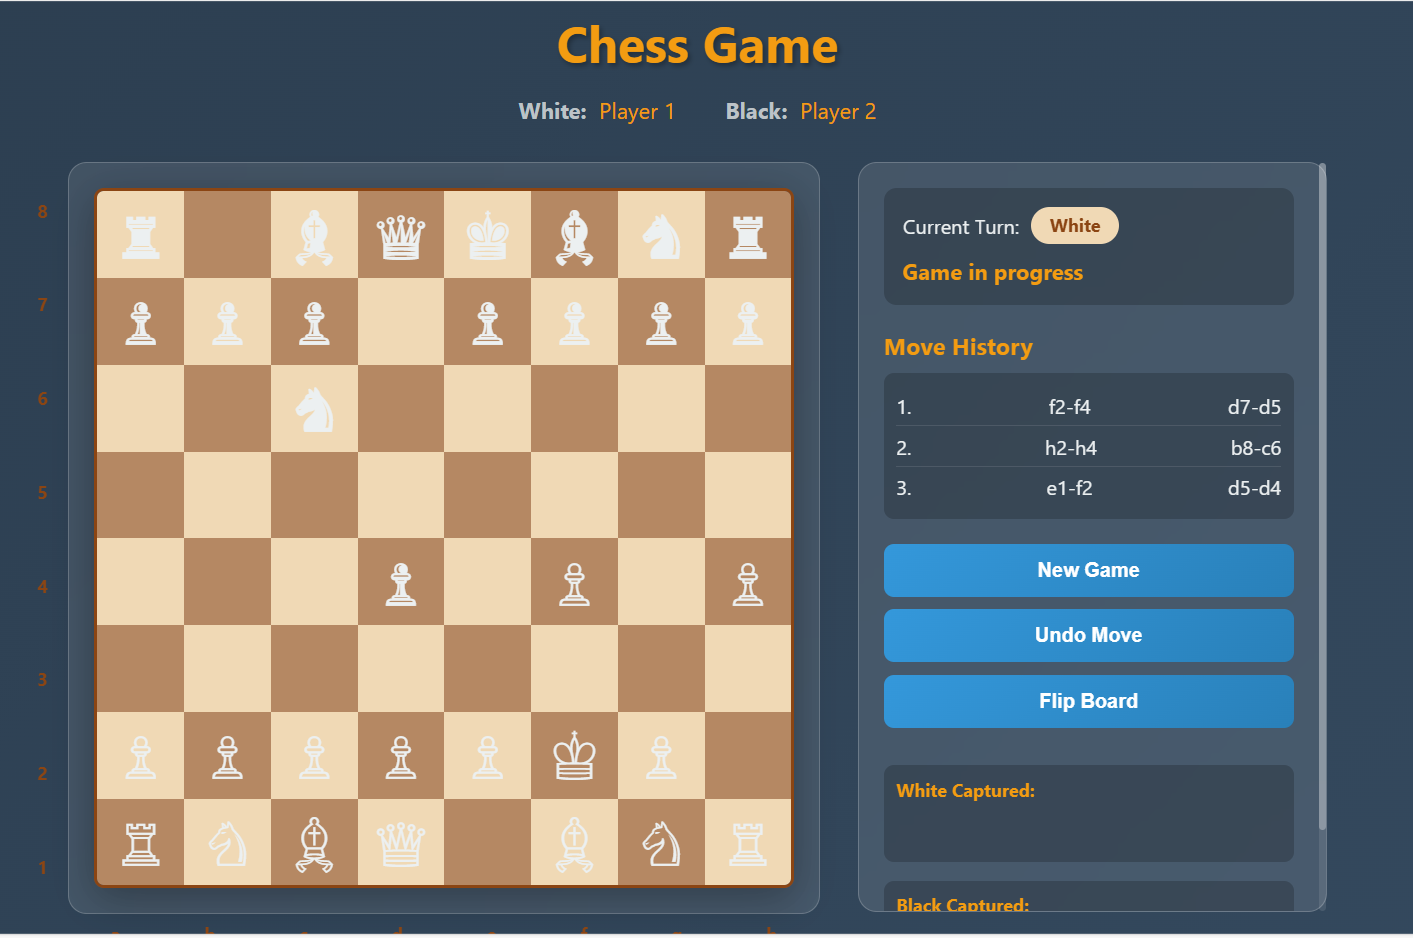 Chess Game
White: Player 1 Black: Player 2
8
7
6
5
4
3
2
1
Current Turn: White
Game in progress
Move History
1. f2-f4 d7-d5
2. h2-h4 b8-c6
3. e1-f2 d5-d4
New Game
Undo Move
Flip Board
White Captured:
Black Captured: